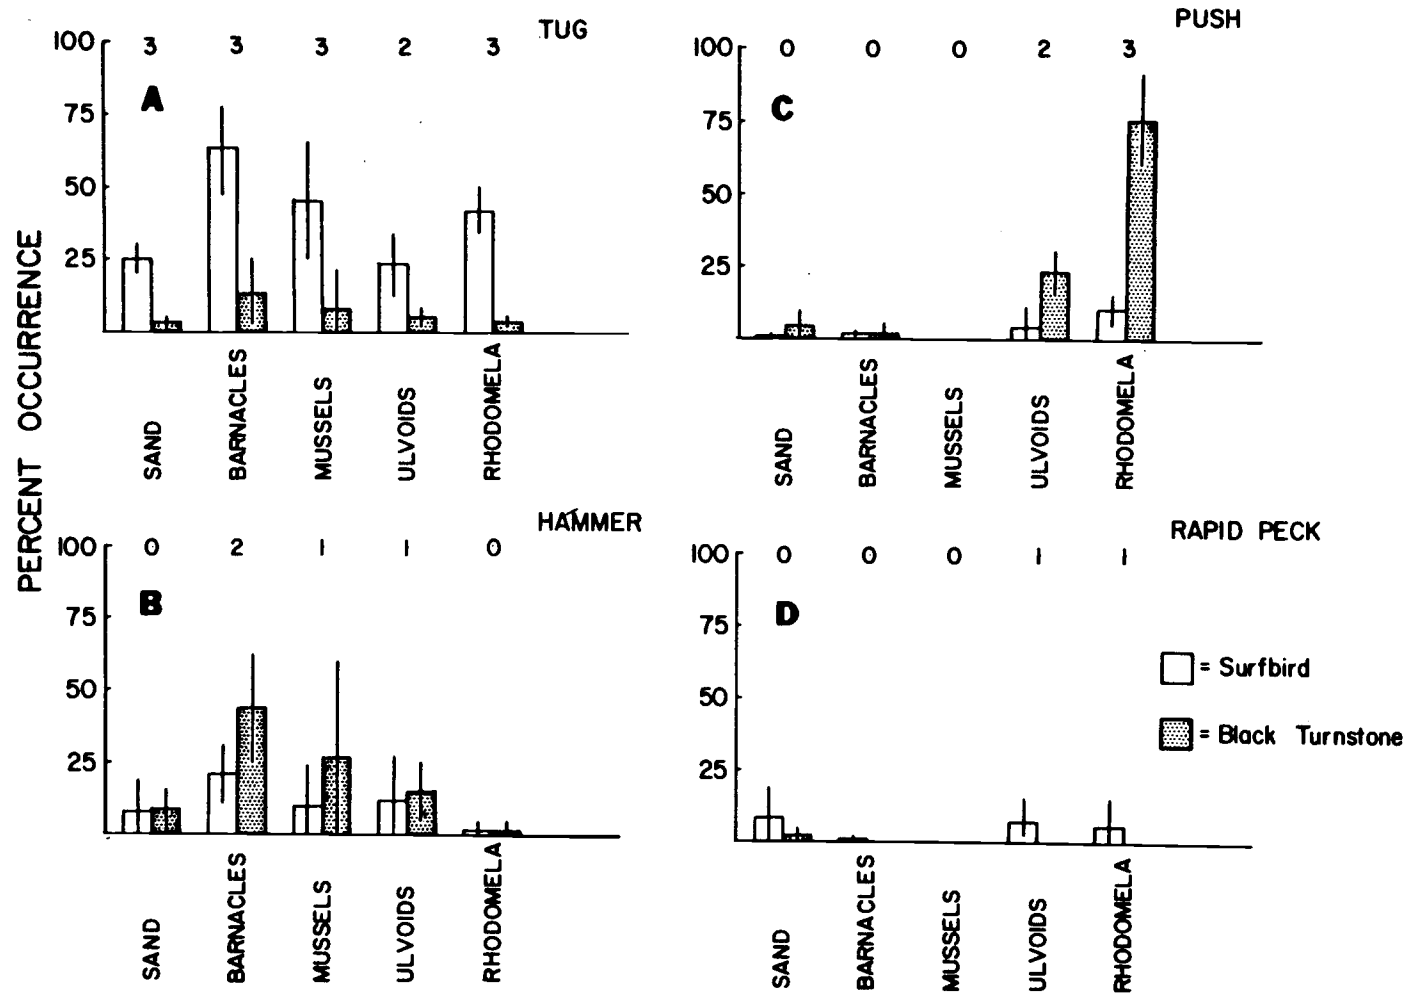 PERCENT OCCURRENCE
TUG
100 3 3 3 2 3
A
75
50
25
SAND BARNACLES MUSSELS ULVOIDS RHODOMELA
PUSH
100 0 0 0 2 3
C
75
50
25
SAND BARNACLES MUSSELS ULVOIDS RHODOMELA
HAMMER
100 0 2 1 1 0
B
75
50
25
SAND BARNACLES MUSSELS ULVOIDS RHODOMELA
RAPID PECK
100 0 0 0 1 1
D
75
50
25
= Surfbird
= Black Turnstone
SAND BARNACLES MUSSELS ULVOIDS RHODOMELA